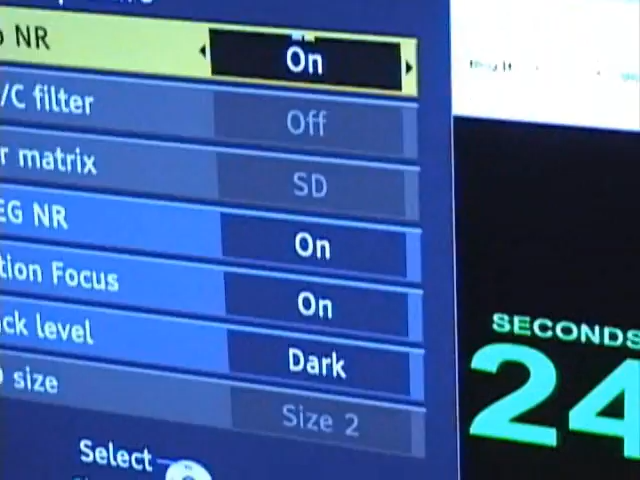 NR On
/C filter Off
r matrix SD
EG NR On
tion Focus On
ck level Dark
size Size 2
Select
SECONDS
24